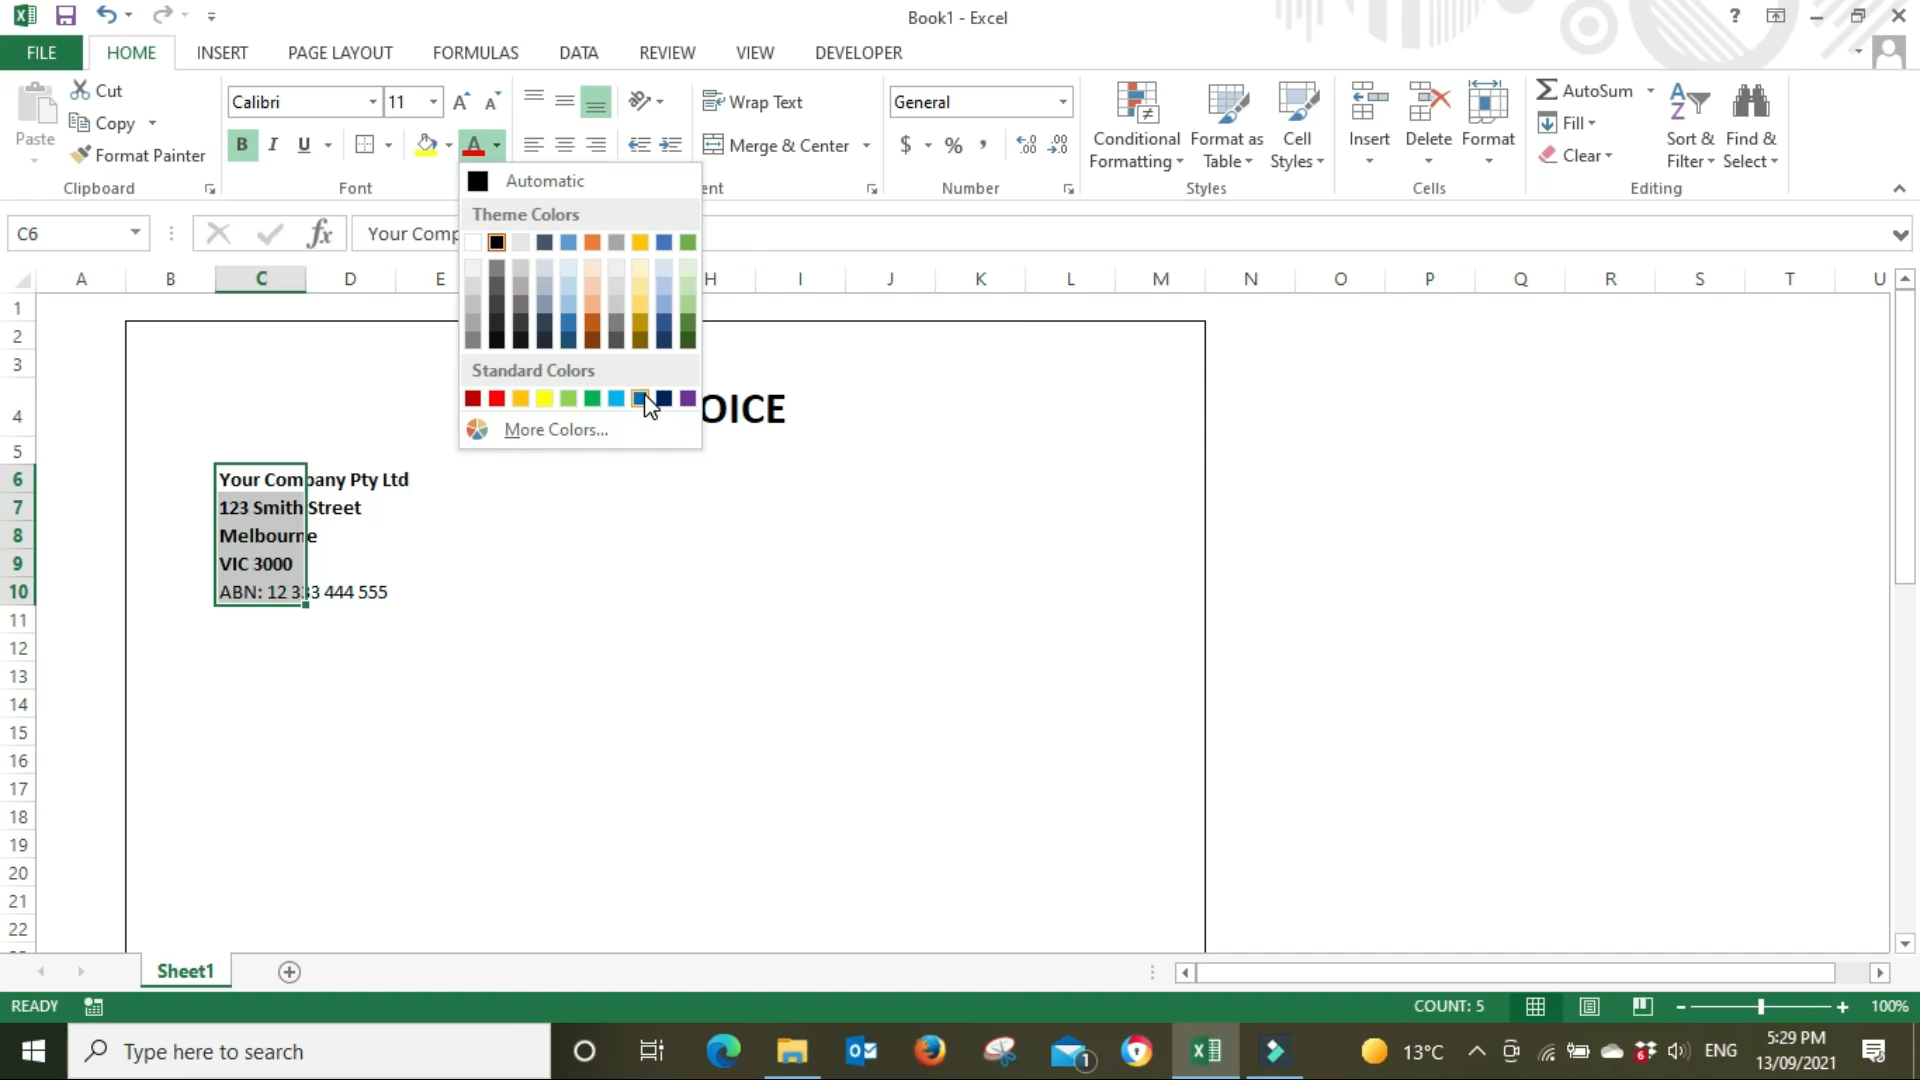 Book1 - Excel
?
FILE HOME INSERT PAGE LAYOUT FORMULAS DATA REVIEW VIEW DEVELOPER
Cut
Copy
Format Painter
Paste
Clipboard
Calibri 11
B I U A
Font
Wrap Text
Merge & Center
ent
General
$ % ,
Number
Conditional Formatting
Format as Table
Cell Styles
Styles
Insert
Delete
Format
Cells
AutoSum
Fill
Clear
Sort & Filter
Find & Select
Editing
C6
fx
Your Comp
Automatic
Theme Colors
Standard Colors
More Colors...
A B C D E H I J K L M N O P Q R S T U
1
2
3
4 OICE
5
6 Your Company Pty Ltd
7 123 Smith Street
8 Melbourne
9 VIC 3000
10 ABN: 12 333 444 555
11
12
13
14
15
16
17
18
19
20
21
22
Sheet1
READY
COUNT: 5
100%
Type here to search
1
13°C
6
ENG
5:29 PM
13/09/2021